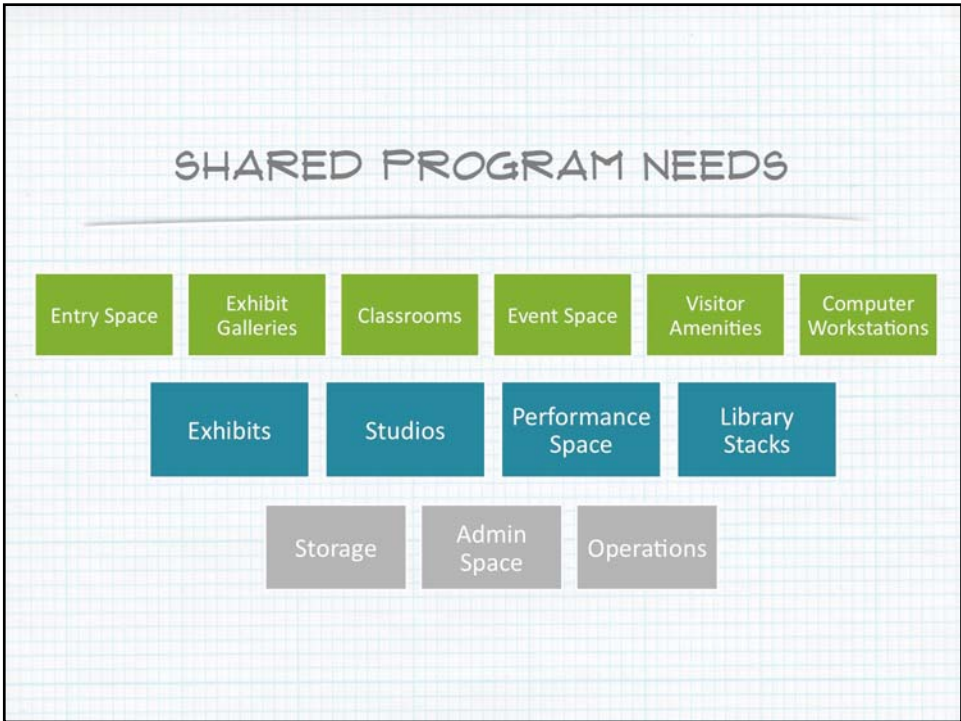 SHARED PROGRAM NEEDS
Entry Space
Exhibit
Galleries
Classrooms
Event Space
Visitor
Amenities
Computer
Workstations
Exhibits
Studios
Performance
Space
Library
Stacks
Storage
Admin
Space
Operations